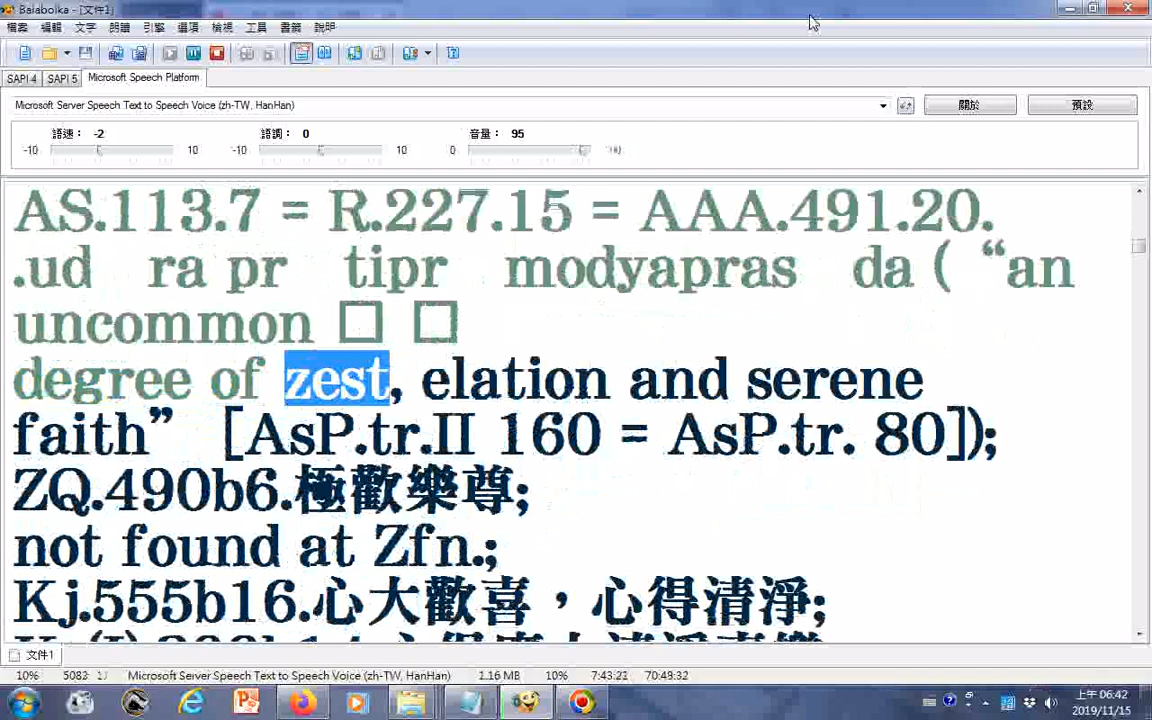 Balabolka - [文件1]
檔案 編輯 文字 朗讀 引擎 選項 檢視 工具 書籤 說明
SAPI 4 SAPI 5 Microsoft Speech Platform
Microsoft Server Speech Text to Speech Voice (zh-TW, HanHan) 關於 預設
語速： -2 語調： 0 音量： 95
-10 10 -10 10 0 100
AS.113.7 = R.227.15 = AAA.491.20.
.ud ra pr tipr modyapras da ( “an
uncommon □ □
degree of zest, elation and serene
faith” [AsP.tr.II 160 = AsP.tr. 80]);
ZQ.490b6.極歡樂尊;
not found at Zfn.;
Kj.555b16.心大歡喜，心得清淨;
文件1
10% Microsoft Server Speech Text to Speech Voice (zh-TW, HanHan) 1.16 MB 10% 7:43:21 70:43:32
上午 06:42
2019/11/15